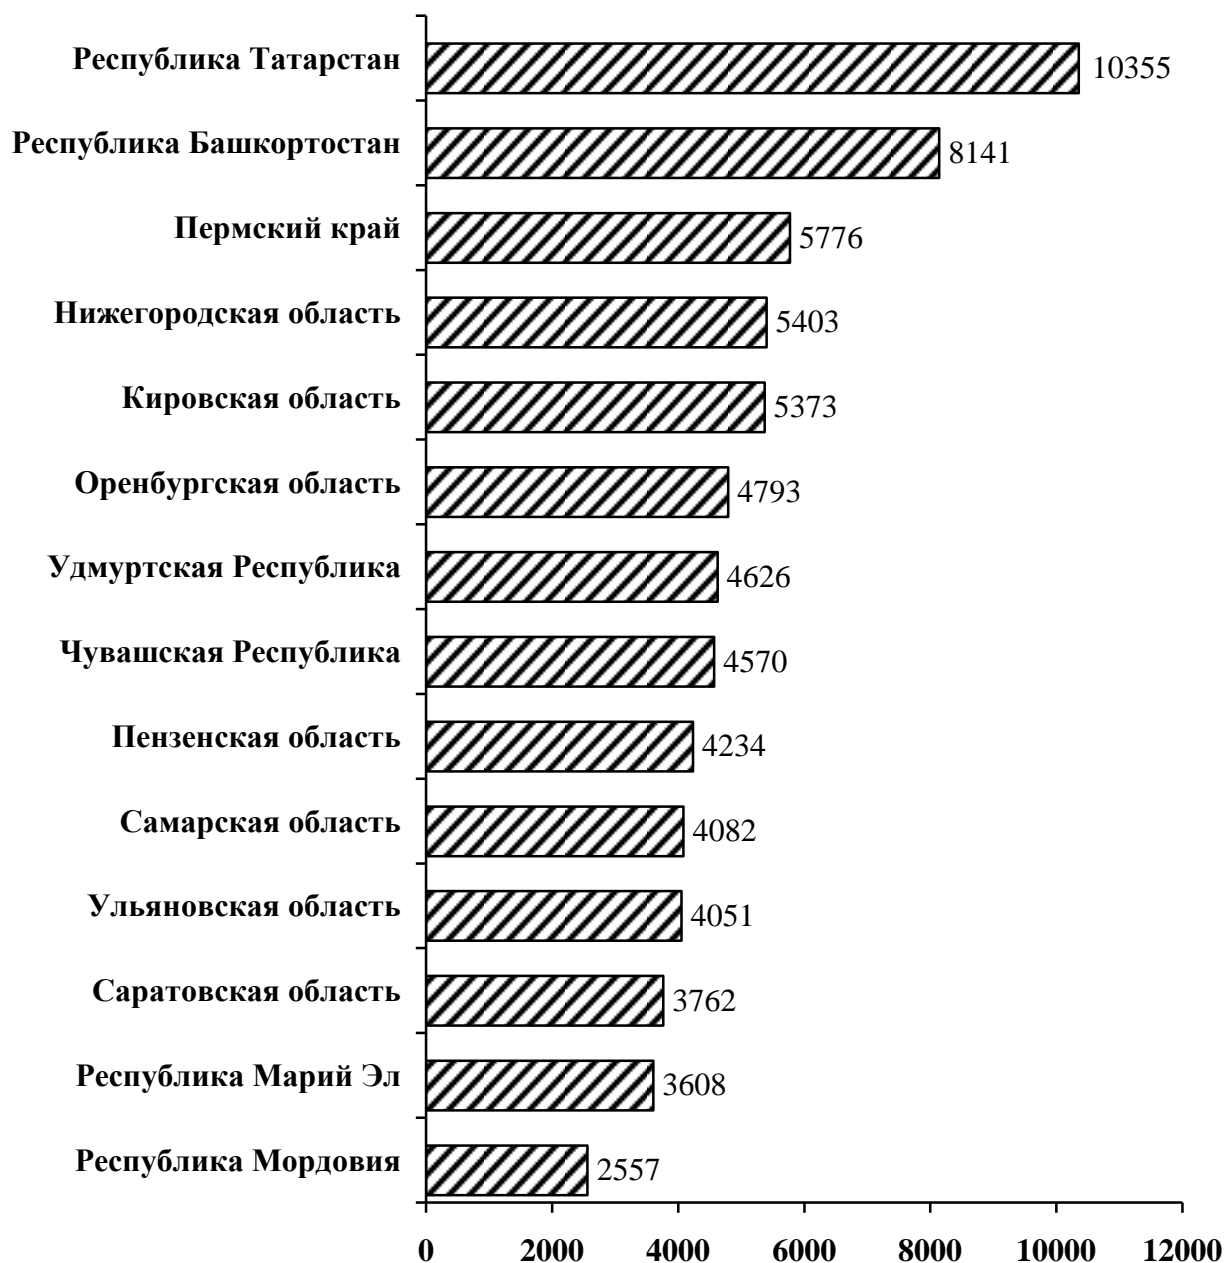 Республика Татарстан 10355
Республика Башкортостан 8141
Пермский край 5776
Нижегородская область 5403
Кировская область 5373
Оренбургская область 4793
Удмуртская Республика 4626
Чувашская Республика 4570
Пензенская область 4234
Самарская область 4082
Ульяновская область 4051
Саратовская область 3762
Республика Марий Эл 3608
Республика Мордовия 2557
0 2000 4000 6000 8000 10000 12000